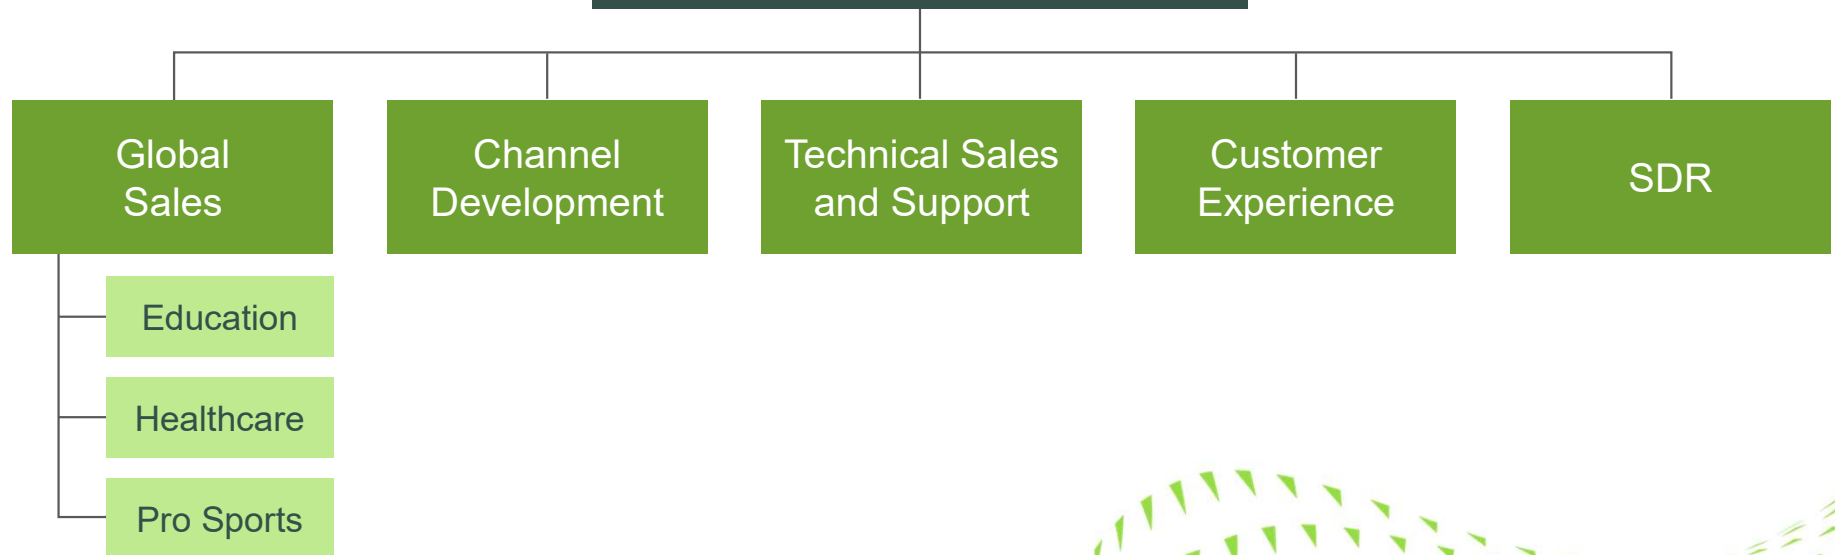 Global
Sales
Channel
Development
Technical Sales
and Support
Customer
Experience
SDR
Education
Healthcare
Pro Sports